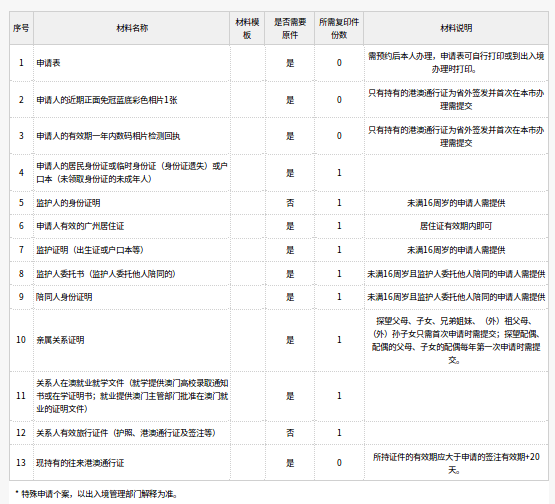 序号 材料名称 材料模板 是否需要原件 所需复印件份数 材料说明
1 申请表 是 0 需预约后本人办理，申请表可自行打印或到出入境办理时打印。
2 申请人的近期正面免冠蓝底彩色相片1张 是 0 只有持有的港澳通行证为省外签发并首次在本市办理需提交
3 申请人的有效期一年内数码相片检测回执 是 0 只有持有的港澳通行证为省外签发并首次在本市办理需提交
4 申请人的居民身份证或临时身份证（身份证遗失）或户口本（未领取身份证的未成年人） 是 1
5 监护人的身份证明 否 1 未满16周岁的申请人需提供
6 申请人有效的广州居住证 是 1 居住证有效期内即可
7 监护证明（出生证或户口本等） 是 1 未满16周岁的申请人需提供
8 监护人委托书（监护人委托他人陪同的） 是 1 未满16周岁且监护人委托他人陪同的申请人需提供
9 陪同人身份证明 是 1 未满16周岁且监护人委托他人陪同的申请人需提供
10 亲属关系证明 是 1 探望父母、子女、兄弟姐妹、（外）祖父母、（外）孙子女只需首次申请时需提交；探望配偶、配偶的父母、子女的配偶每年第一次申请时需提交。
11 关系人在澳就业就学文件（就学提供澳门高校录取通知书或在学证明书；就业提供澳门主管部门批准在澳门就业的证明文件） 是 1
12 关系人有效旅行证件（护照、港澳通行证及签注等） 否 1
13 现持有的往来港澳通行证 是 0 所持证件的有效期应大于申请的签注有效期+20天。
* 特殊申请个案，以出入境管理部门解释为准。